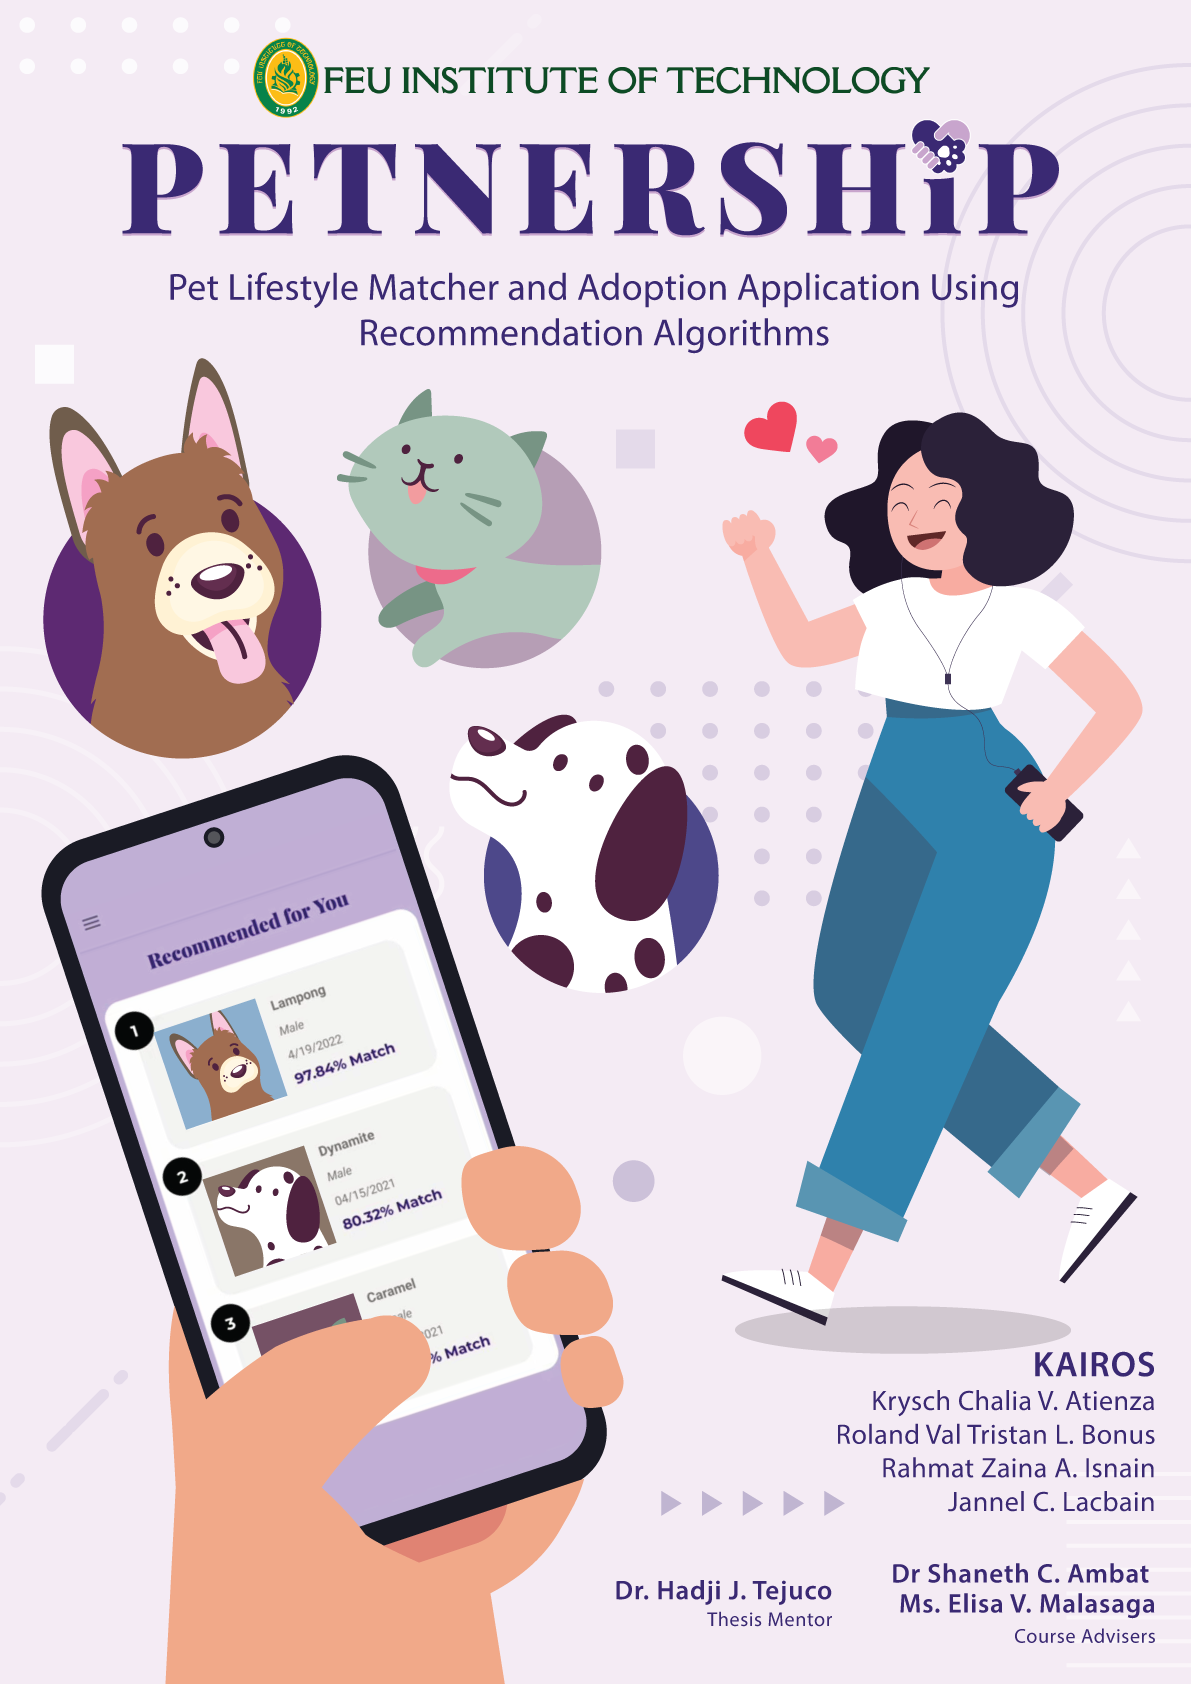 FEU INSTITUTE OF TECHNOLOGY
1992
PETNERSHiP
Pet Lifestyle Matcher and Adoption Application Using
Recommendation Algorithms
Recommended for You
1
Lampong
Male
4/19/2022
97.84% Match
2
Dynamite
Male
04/15/2021
80.32% Match
3
Caramel
ale
021
% Match
KAIROS
Krysch Chalia V. Atienza
Roland Val Tristan L. Bonus
Rahmat Zaina A. Isnain
Jannel C. Lacbain
Dr. Hadji J. Tejuco
Thesis Mentor
Dr Shaneth C. Ambat
Ms. Elisa V. Malasaga
Course Advisers